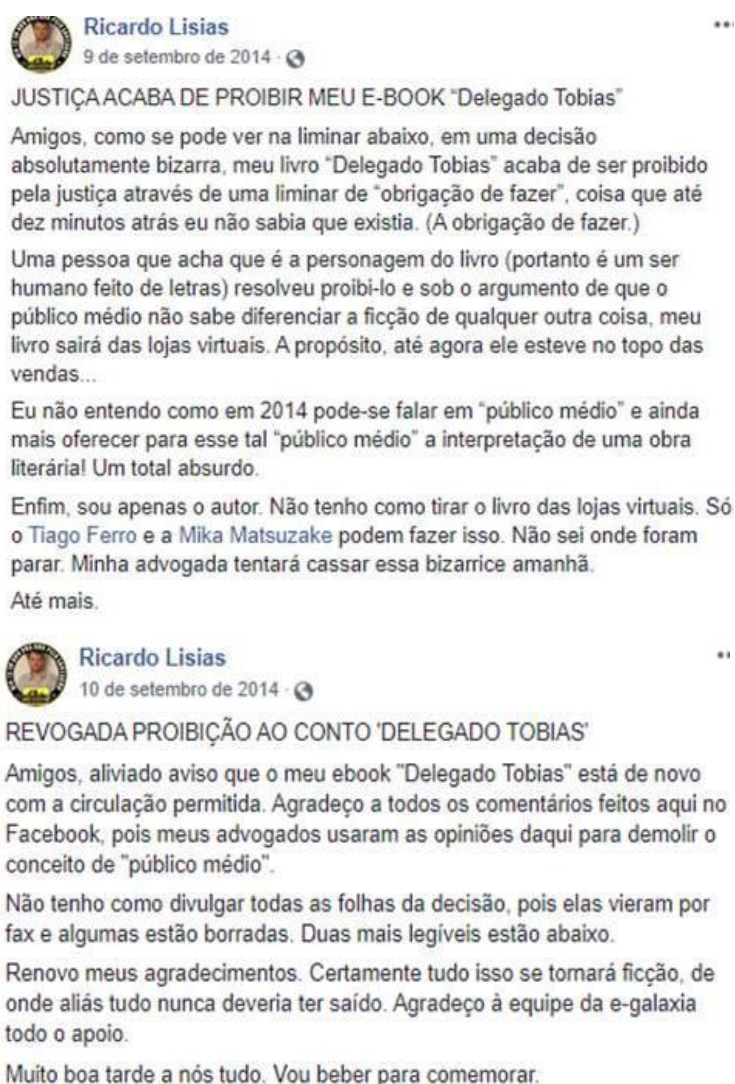 Ricardo Lisias
9 de setembro de 2014 ·
JUSTIÇA ACABA DE PROIBIR MEU E-BOOK “Delegado Tobias”
Amigos, como se pode ver na liminar abaixo, em uma decisão
absolutamente bizarra, meu livro “Delegado Tobias” acaba de ser proibido
pela justiça através de uma liminar de “obrigação de fazer”, coisa que até
dez minutos atrás eu não sabia que existia. (A obrigação de fazer.)
Uma pessoa que acha que é a personagem do livro (portanto é um ser
humano feito de letras) resolveu proibi-lo e sob o argumento de que o
público médio não sabe diferenciar a ficção de qualquer outra coisa, meu
livro sairá das lojas virtuais. A propósito, até agora ele esteve no topo das
vendas...
Eu não entendo como em 2014 pode-se falar em “público médio” e ainda
mais oferecer para esse tal “público médio” a interpretação de uma obra
literária! Um total absurdo.
Enfim, sou apenas o autor. Não tenho como tirar o livro das lojas virtuais. Só
o Tiago Ferro e a Mika Matsuzake podem fazer isso. Não sei onde foram
parar. Minha advogada tentará cassar essa bizarrice amanhã.
Até mais.
Ricardo Lisias
10 de setembro de 2014 ·
REVOGADA PROIBIÇÃO AO CONTO 'DELEGADO TOBIAS'
Amigos, aliviado aviso que o meu ebook "Delegado Tobias" está de novo
com a circulação permitida. Agradeço a todos os comentários feitos aqui no
Facebook, pois meus advogados usaram as opiniões daqui para demolir o
conceito de "público médio".
Não tenho como divulgar todas as folhas da decisão, pois elas vieram por
fax e algumas estão borradas. Duas mais legíveis estão abaixo.
Renovo meus agradecimentos. Certamente tudo isso se tornará ficção, de
onde aliás tudo nunca deveria ter saído. Agradeço à equipe da e-galaxia
todo o apoio.
Muito boa tarde a nós tudo. Vou beber para comemorar.